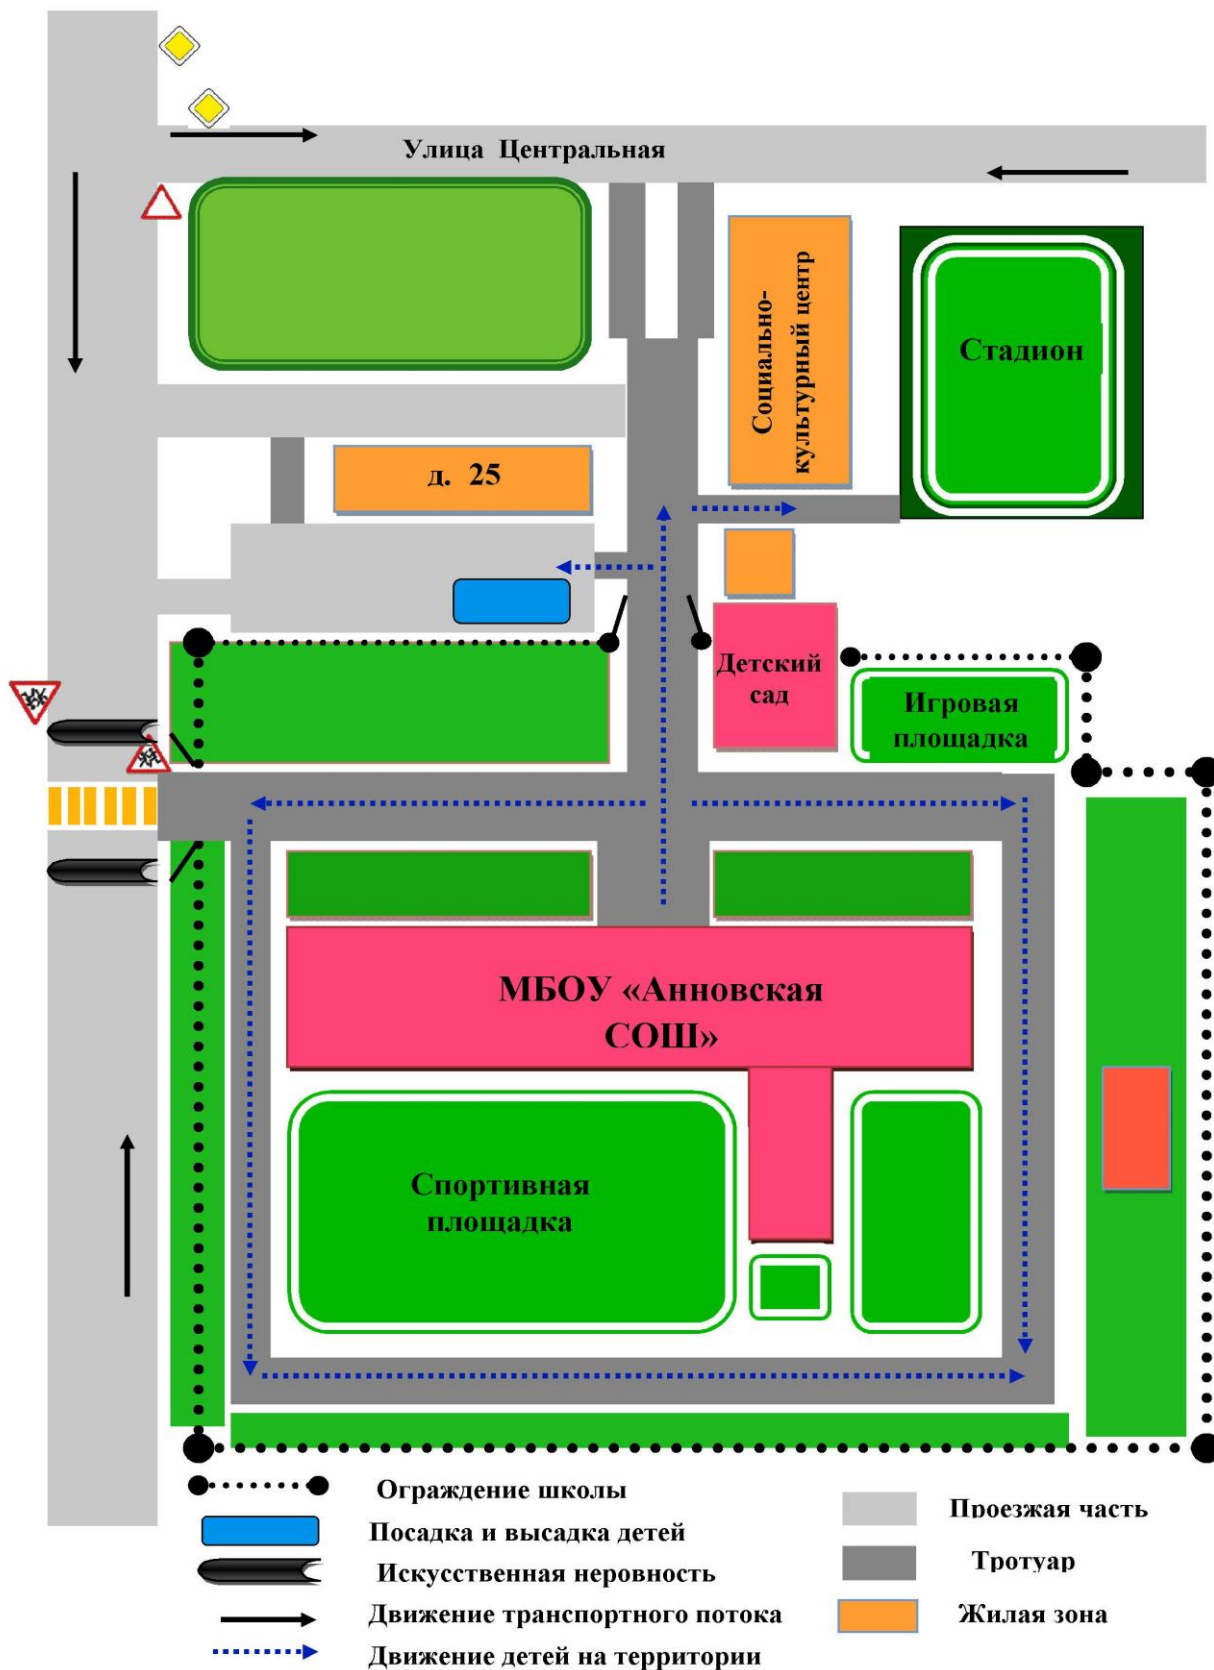 Улица Центральная
Социально-
культурный центр
Стадион
д. 25
Детский
сад
Игровая
площадка
МБОУ «Анновская
СОШ»
Спортивная
площадка
Ограждение школы
Посадка и высадка детей
Искусственная неровность
Движение транспортного потока
Движение детей на территории
Проезжая часть
Тротуар
Жилая зона